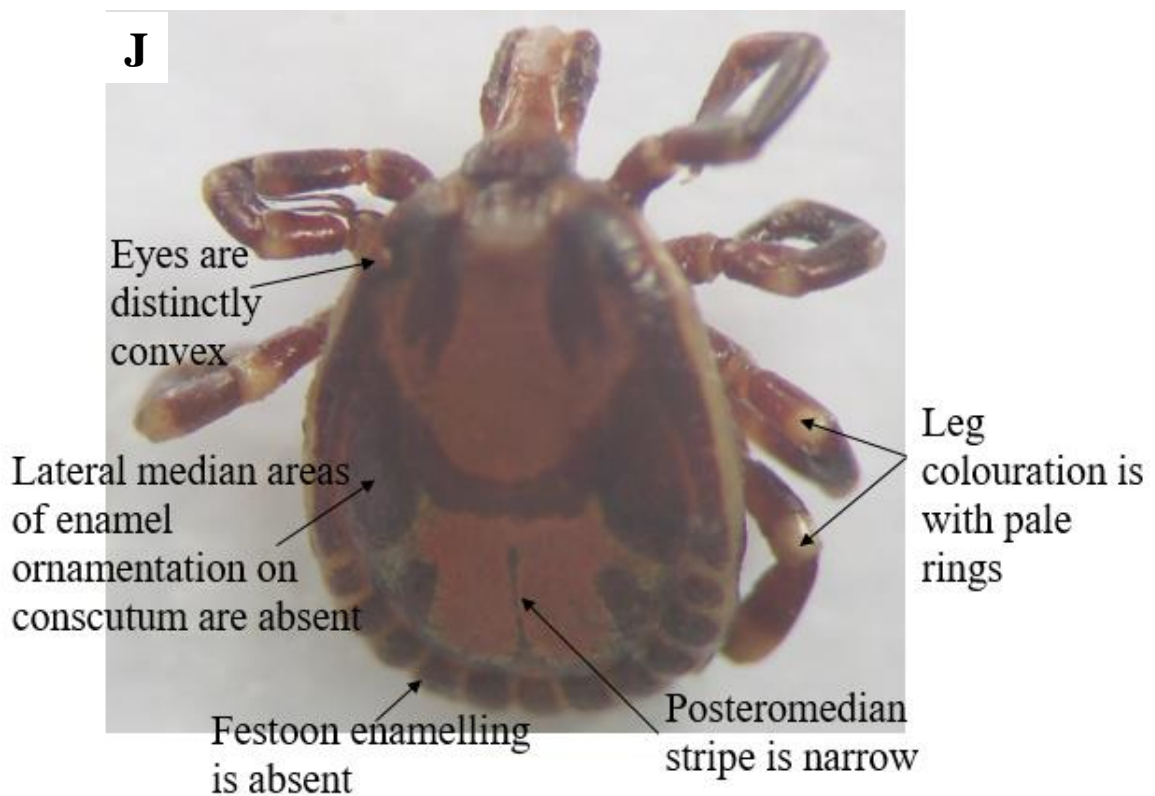 J
Eyes are
distinctly
convex
Lateral median areas
of enamel
ornamentation on
conscutum are absent
Festoon enamelling
is absent
Posteromedian
stripe is narrow
Leg
colouration is
with pale
rings